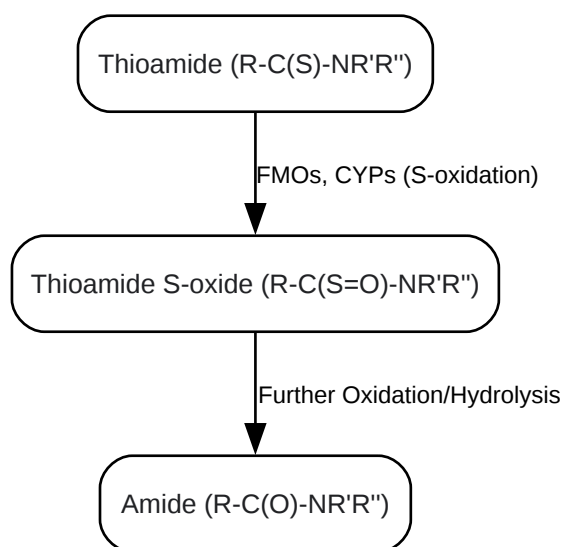 Thioamide (R-C(S)-NR'R'')
FMOs, CYPs (S-oxidation)
Thioamide S-oxide (R-C(S=O)-NR'R'')
Further Oxidation/Hydrolysis
Amide (R-C(O)-NR'R'')